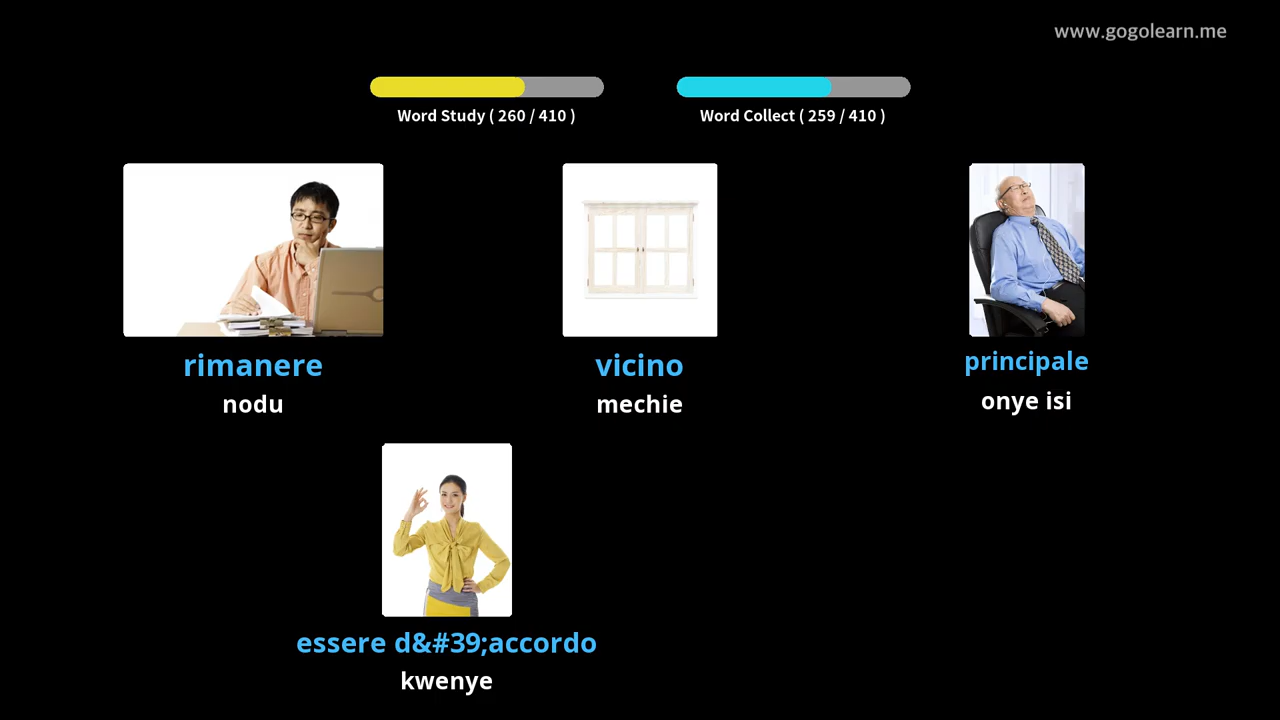 www.gogolearn.me
Word Study ( 260 / 410 )
Word Collect ( 259 / 410 )
rimanere
nodu
vicino
mechie
principale
onye isi
essere d&#39;accordo
kwenye